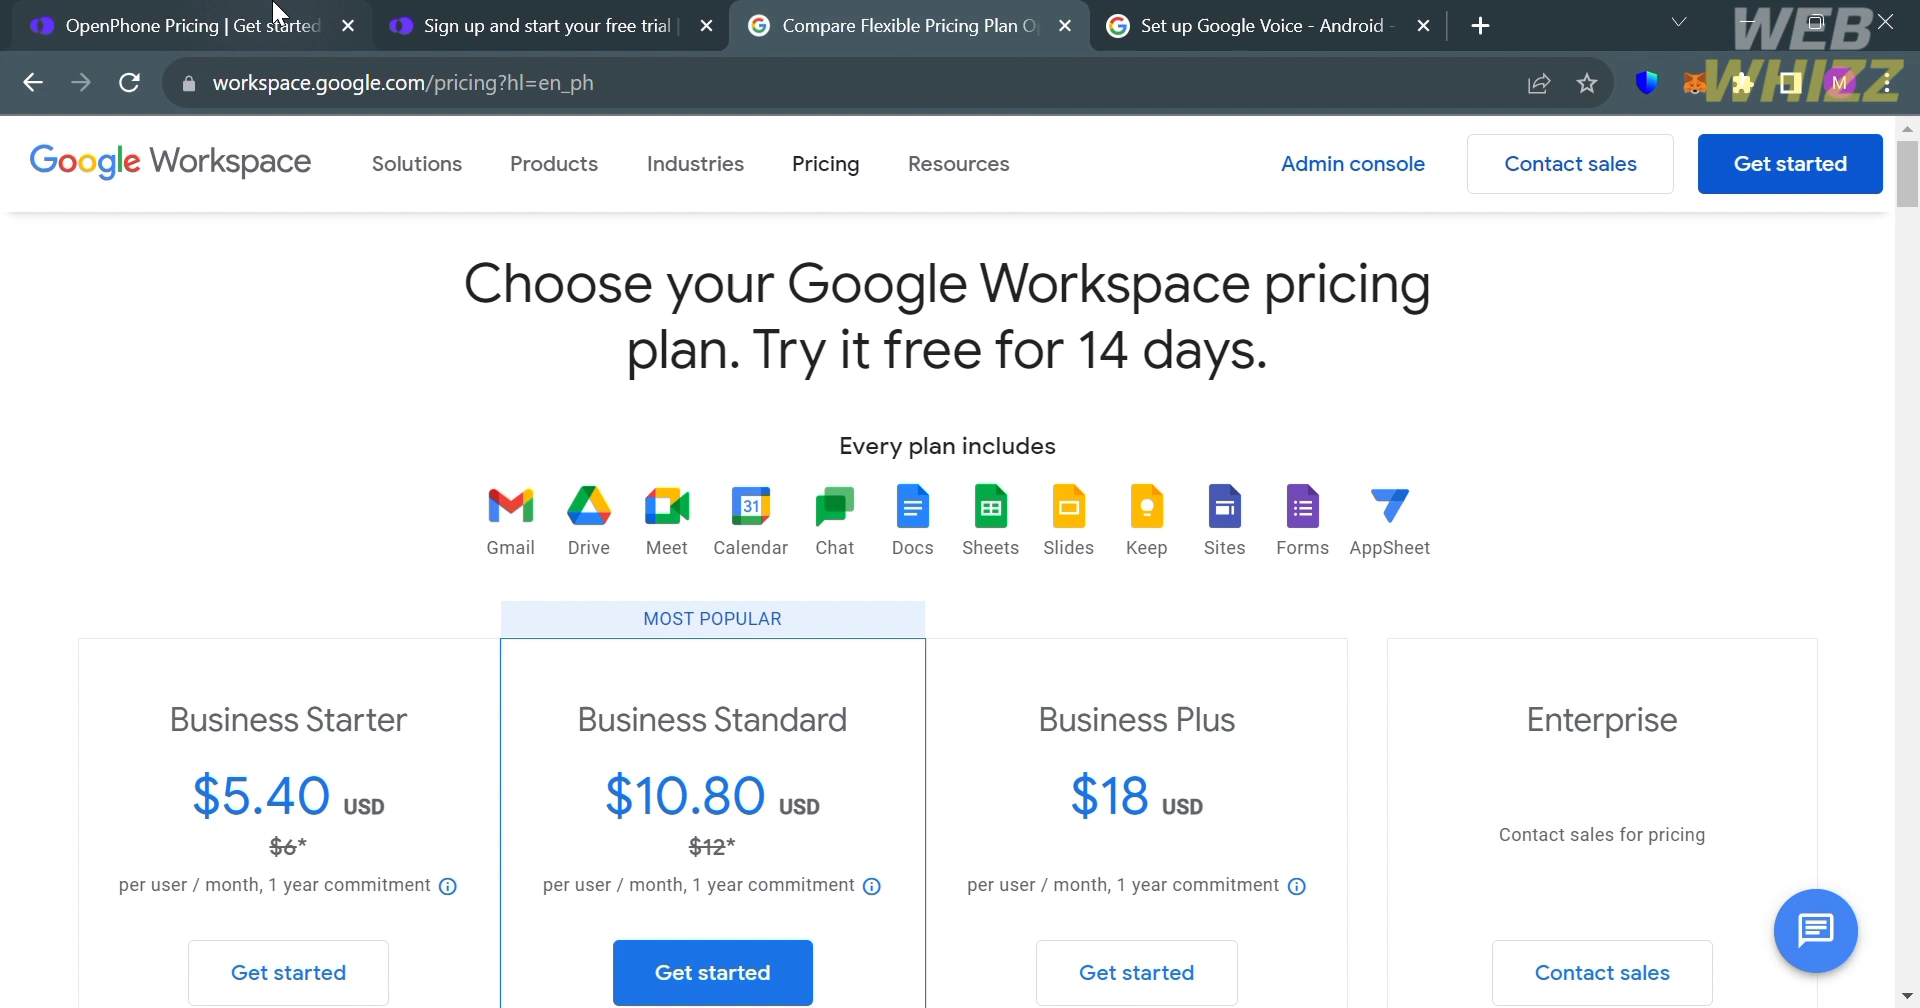 OpenPhone Pricing | Get started
Sign up and start your free trial
Compare Flexible Pricing Plan O
Set up Google Voice - Android -
WEB
WHIZZ
workspace.google.com/pricing?hl=en_ph
M
Google Workspace
Solutions
Products
Industries
Pricing
Resources
Admin console
Contact sales
Get started
Choose your Google Workspace pricing
plan. Try it free for 14 days.
Every plan includes
31
Gmail
Drive
Meet
Calendar
Chat
Docs
Sheets
Slides
Keep
Sites
Forms
AppSheet
MOST POPULAR
Business Starter
$5.40 USD
$6*
per user / month, 1 year commitment
Get started
Business Standard
$10.80 USD
$12*
per user / month, 1 year commitment
Get started
Business Plus
$18 USD
per user / month, 1 year commitment
Get started
Enterprise
Contact sales for pricing
Contact sales